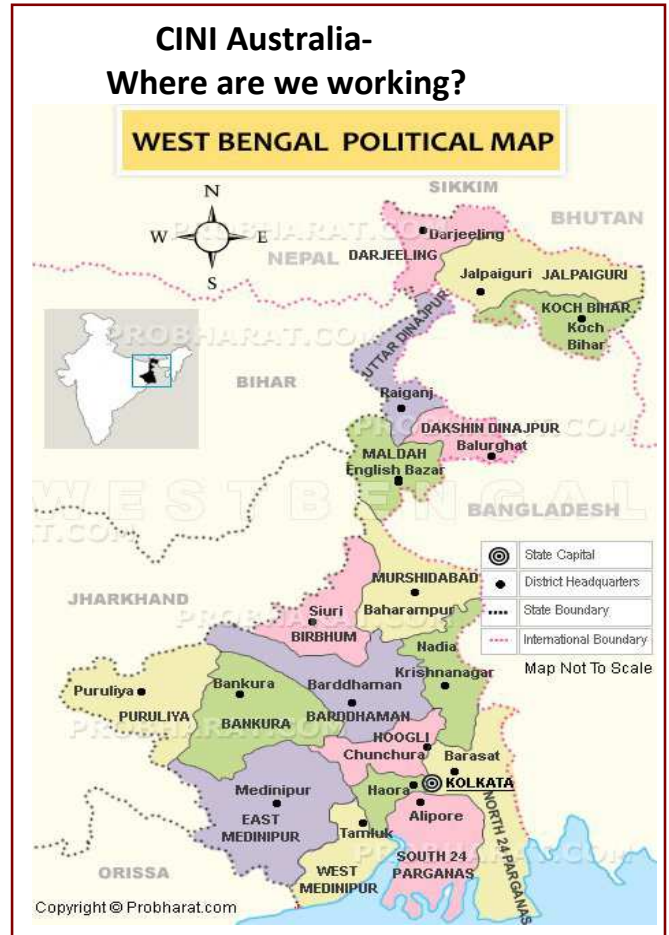 CINI Australia-
Where are we working?
WEST BENGAL POLITICAL MAP
SIKKIM
N
W
E
S
BHUTAN
NEPAL
Darjeeling
DARJEELING
Jalpaiguri
JALPAIGURI
KOCH BIHAR
Koch
Bihar
PROBHARAT.COM
UTTAR DINAJPUR
BIHAR
Raiganj
DAKSHIN DINAJPUR
Balurghat
MALDAH
English Bazar
WEST BENGAL
BANGLADESH
State Capital
District Headquarters
State Boundary
International Boundary
Map Not To Scale
MURSHIDABAD
Baharampur
JHARKHAND
Siuri
BIRBHUM
Nadia
Krishnanagar
Puruliya
PURULIYA
Bankura
BANKURA
Barddhaman
BARDDHAMAN
HOOGLI
Chunchura
Barasat
Medinipur
EAST
MEDINIPUR
Haora
KOLKATA
Alipore
Tamluk
NORTH 24 PARGANAS
SOUTH 24
PARGANAS
WEST
MEDINIPUR
ORISSA
Copyright © Probharat.com